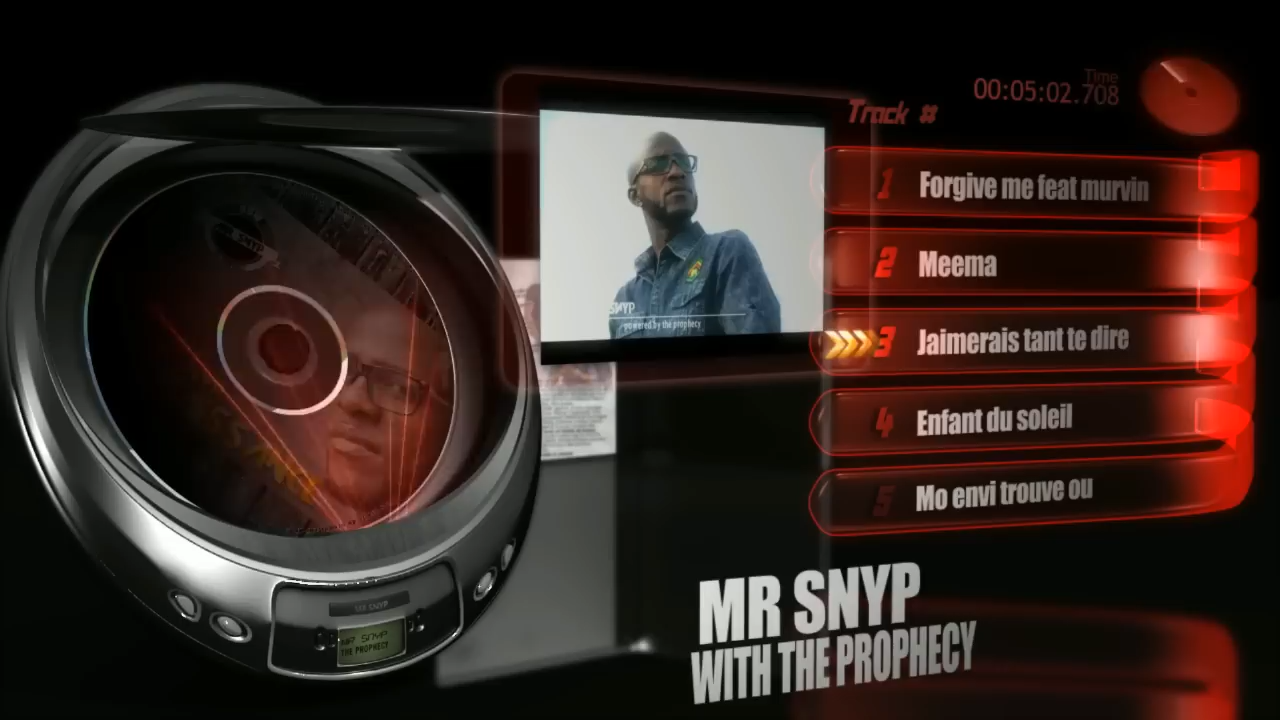 Time
00:05:02.708
Track #
1 Forgive me feat murvin
2 Meema
3 Jaimerais tant te dire
4 Enfant du soleil
5 Mo envi trouve ou
SNYP
powered by the prophecy
MR SNYP
MR SNYP
MR SNYP
THE PROPHECY
MR SNYP
WITH THE PROPHECY